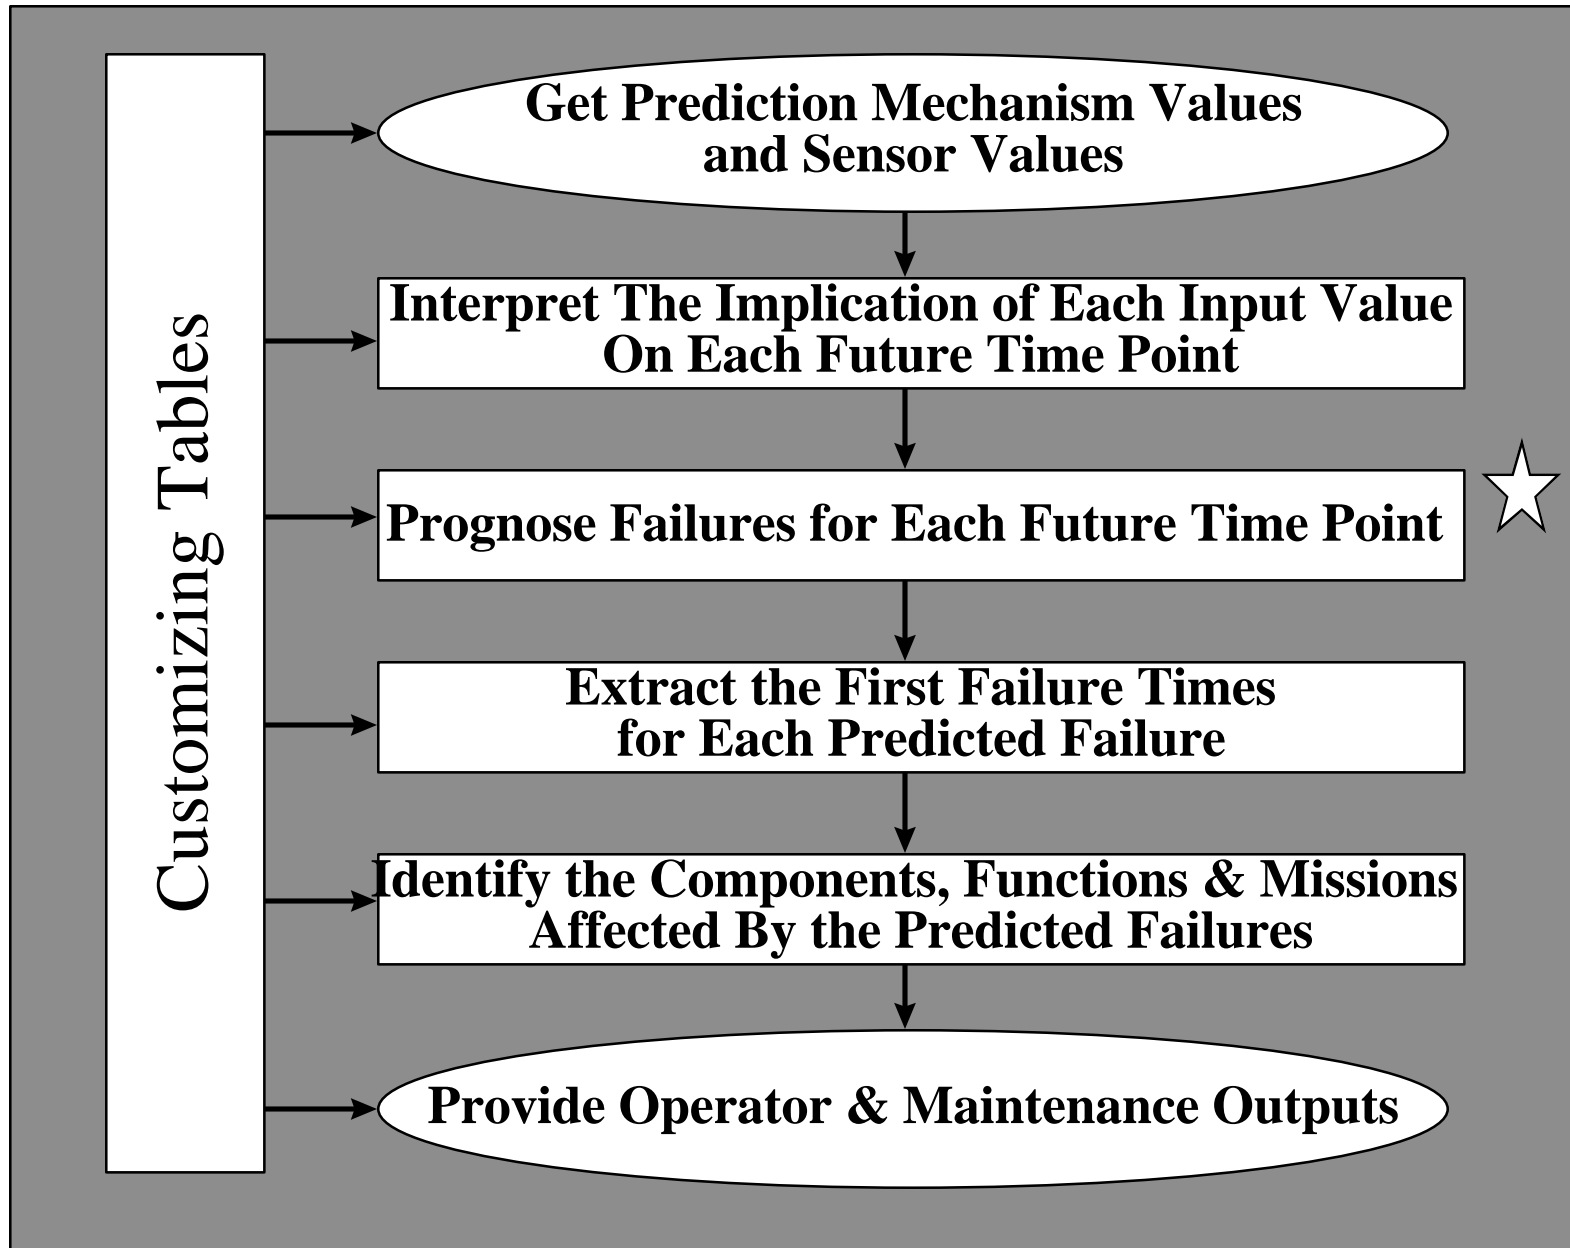 Customizing Tables
Get Prediction Mechanism Values
and Sensor Values
Interpret The Implication of Each Input Value
On Each Future Time Point
Prognose Failures for Each Future Time Point
Extract the First Failure Times
for Each Predicted Failure
Identify the Components, Functions & Missions
Affected By the Predicted Failures
Provide Operator & Maintenance Outputs